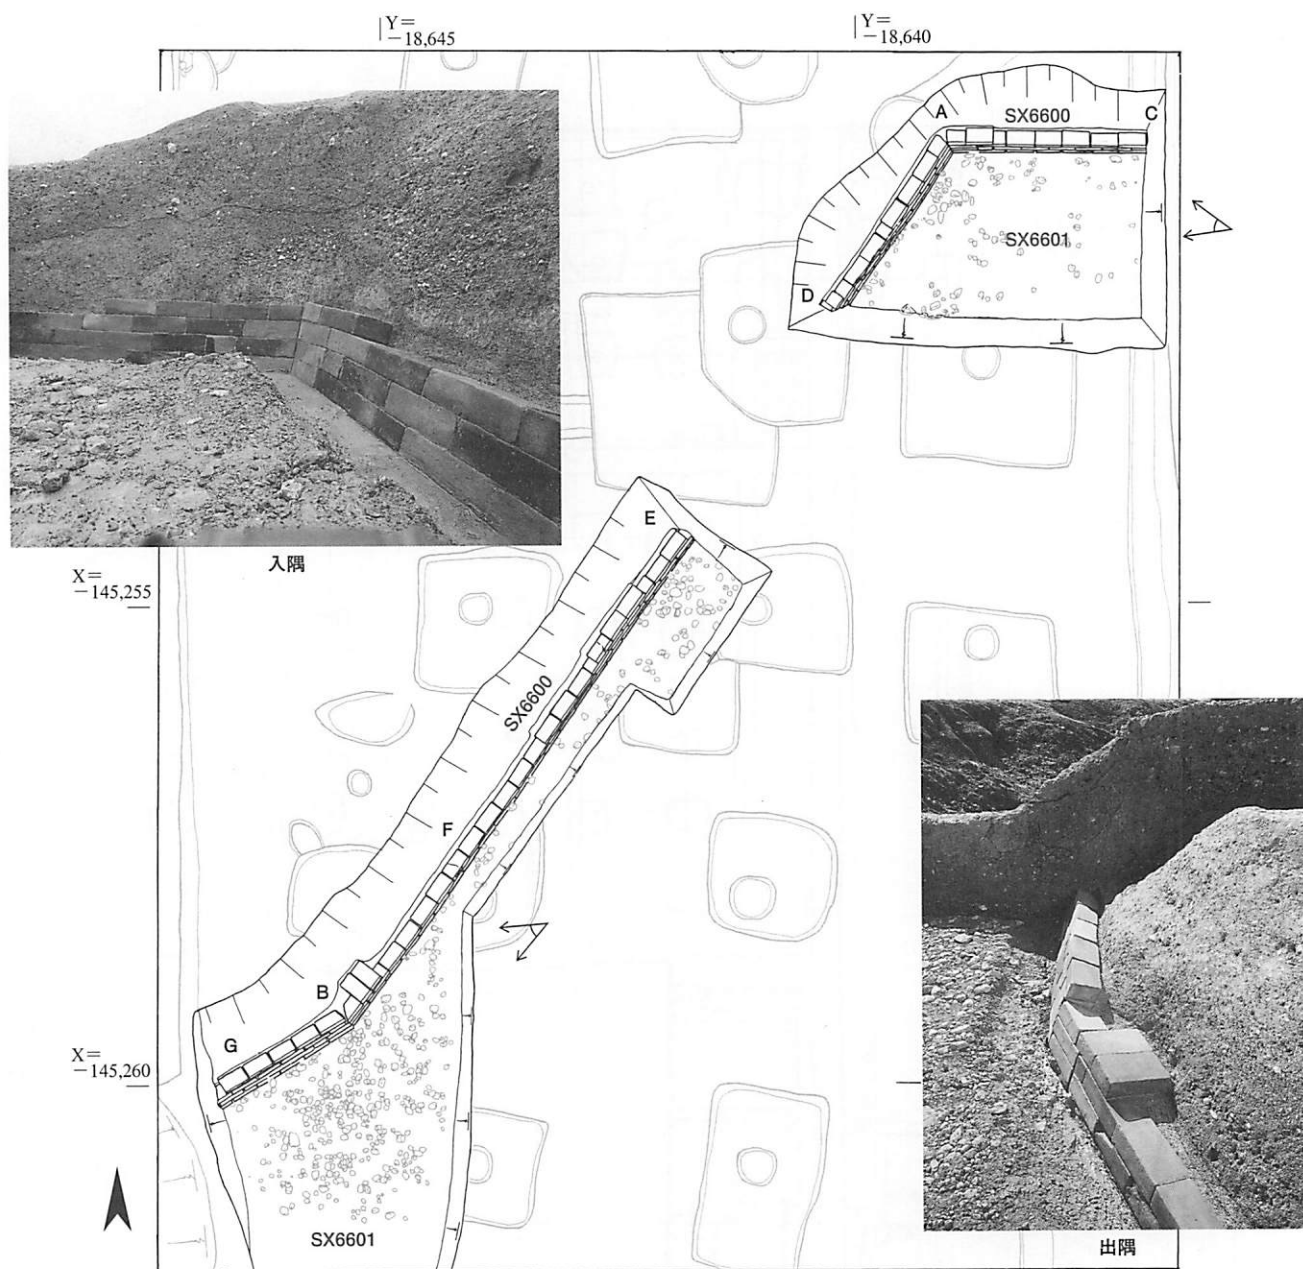 Y=
−18,645
Y=
−18,640
A
SX6600
C
SX6601
D
入隅
E
X=
−145,255
SX6600
F
B
G
X=
−145,260
SX6601
出隅